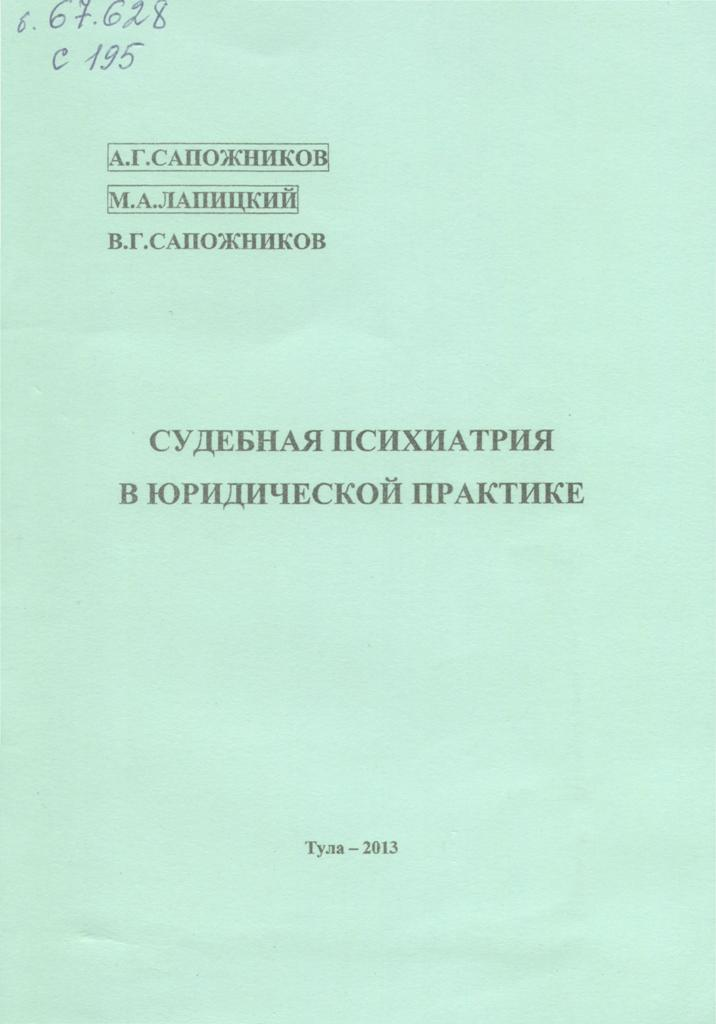 б. 67.628
С 195
А.Г.САПОЖНИКОВ
М.А.ЛАПИЦКИЙ
В.Г.САПОЖНИКОВ
СУДЕБНАЯ ПСИХИАТРИЯ
В ЮРИДИЧЕСКОЙ ПРАКТИКЕ
Тула – 2013